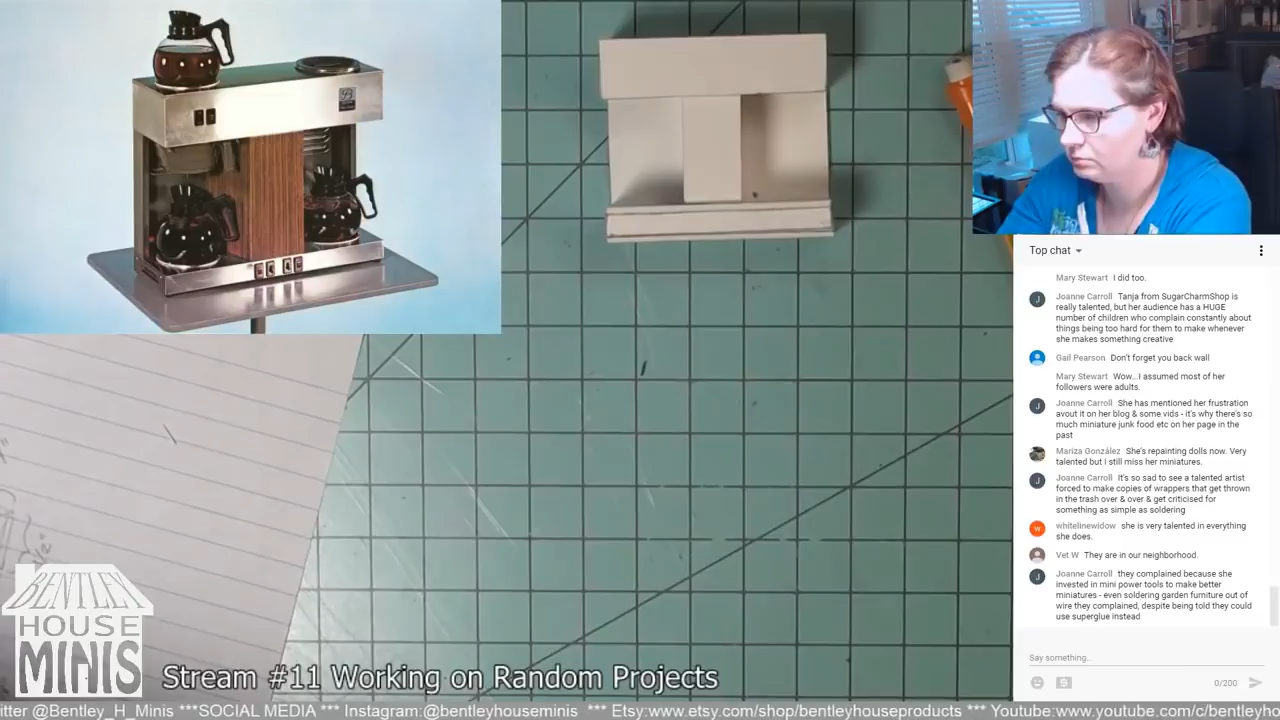 Top chat
Mary Stewart I did too.
Joanne Carroll Tanja from SugarCharmShop is
really talented, but her audience has a HUGE
number of children who complain constantly about
things being too hard for them to make whenever
she makes something creative
Gail Pearson Don't forget you back wall
Mary Stewart Wow... I assumed most of her
followers were adults.
Joanne Carroll She has mentioned her frustration
avout it on her blog & some vids - it's why there's so
much miniature junk food etc on her page in the
past
Mariza González She's repainting dolls now. Very
talented but I still miss her miniatures.
Joanne Carroll It's so sad to see a talented artist
forced to make copies of wrappers that get thrown
in the trash over & over & get criticised for
something as simple as soldering
whitelinewidow she is very talented in everything
she does.
Vet W They are in our neighborhood.
Joanne Carroll they complained because she
invested in mini power tools to make better
miniatures - even soldering garden furniture out of
wire they complained, despite being told they could
use superglue instead
Say something...
0/200
BENTLEY
HOUSE
MINIS
Stream #11 Working on Random Projects
itter @Bentley_H_Minis ***SOCIAL MEDIA *** Instagram:@bentleyhouseminis *** Etsy:www.etsy.com/shop/bentleyhouseproducts *** Youtube:www.youtube.com/c/bentleyho